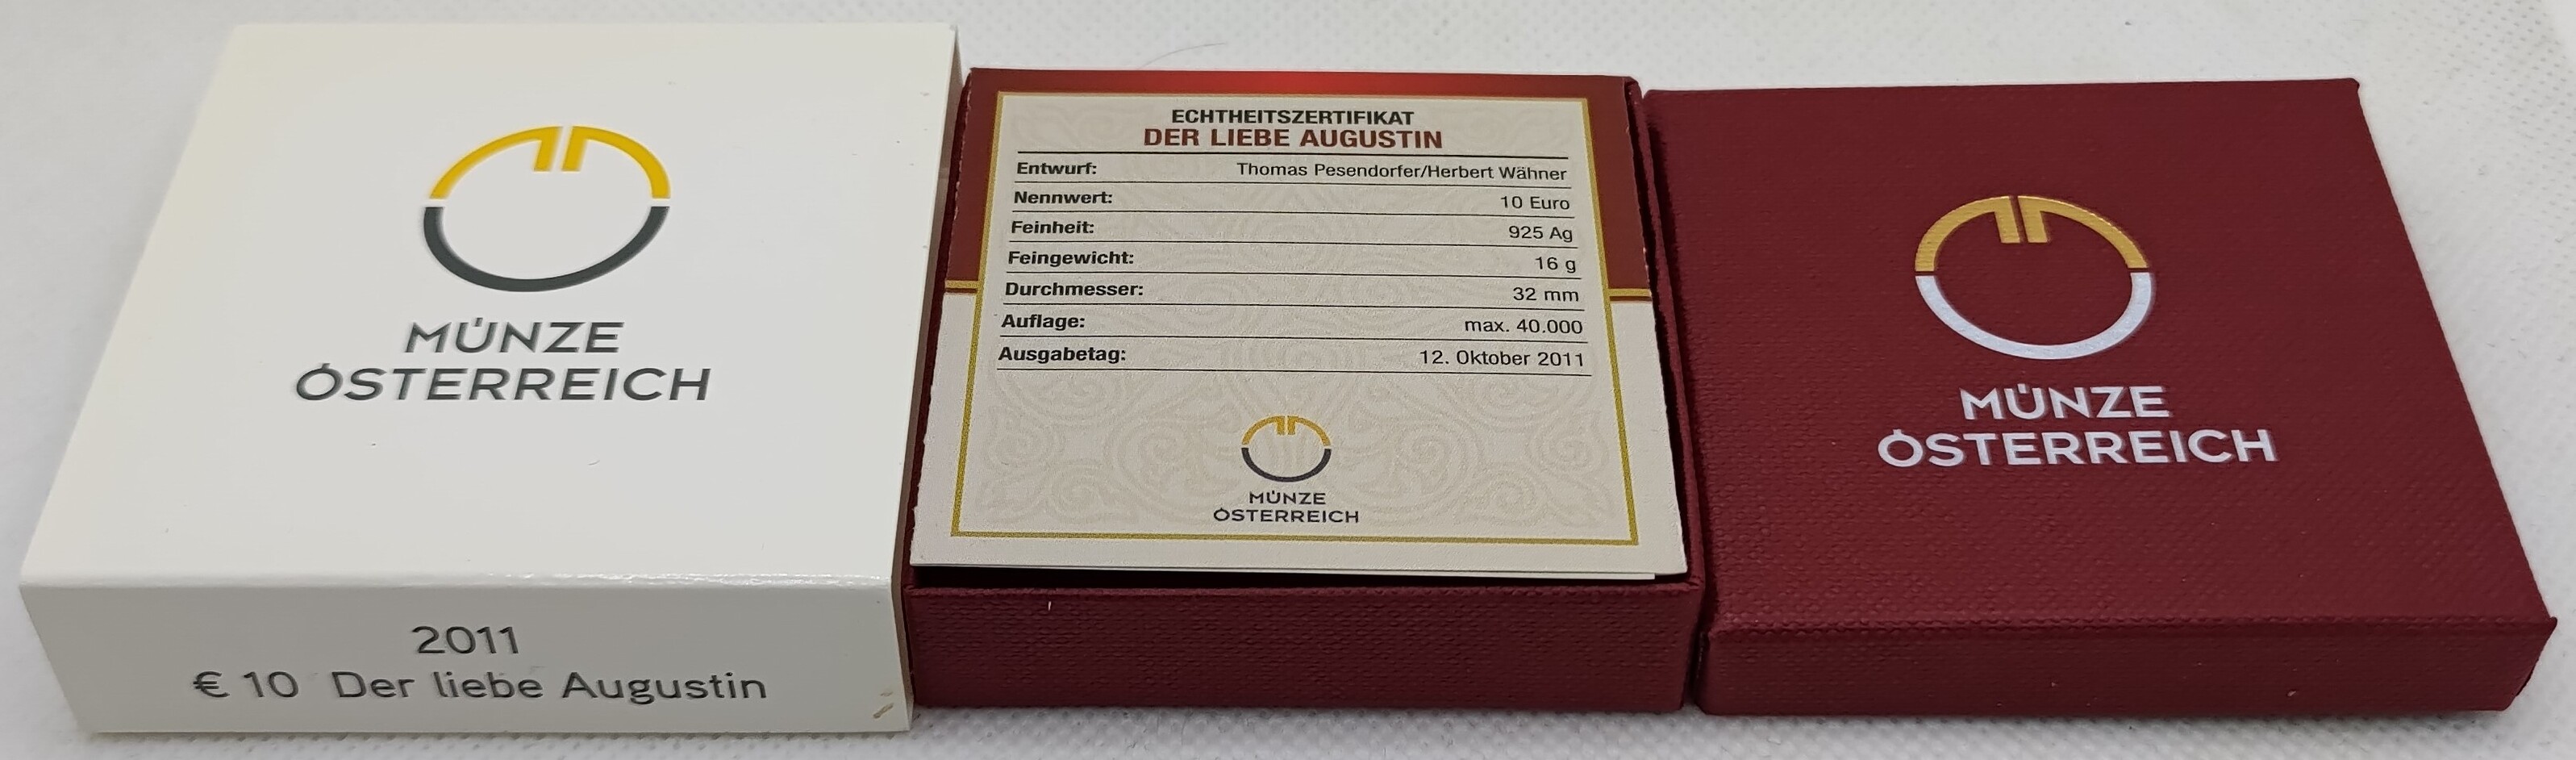 MÜNZE
ÖSTERREICH
2011
€ 10 Der liebe Augustin
ECHTHEITSZERTIFIKAT
DER LIEBE AUGUSTIN
Entwurf: Thomas Pesendorfer/Herbert Wähner
Nennwert: 10 Euro
Feinheit: 925 Ag
Feingewicht: 16 g
Durchmesser: 32 mm
Auflage: max. 40.000
Ausgabetag: 12. Oktober 2011
MÜNZE
ÖSTERREICH
MÜNZE
ÖSTERREICH